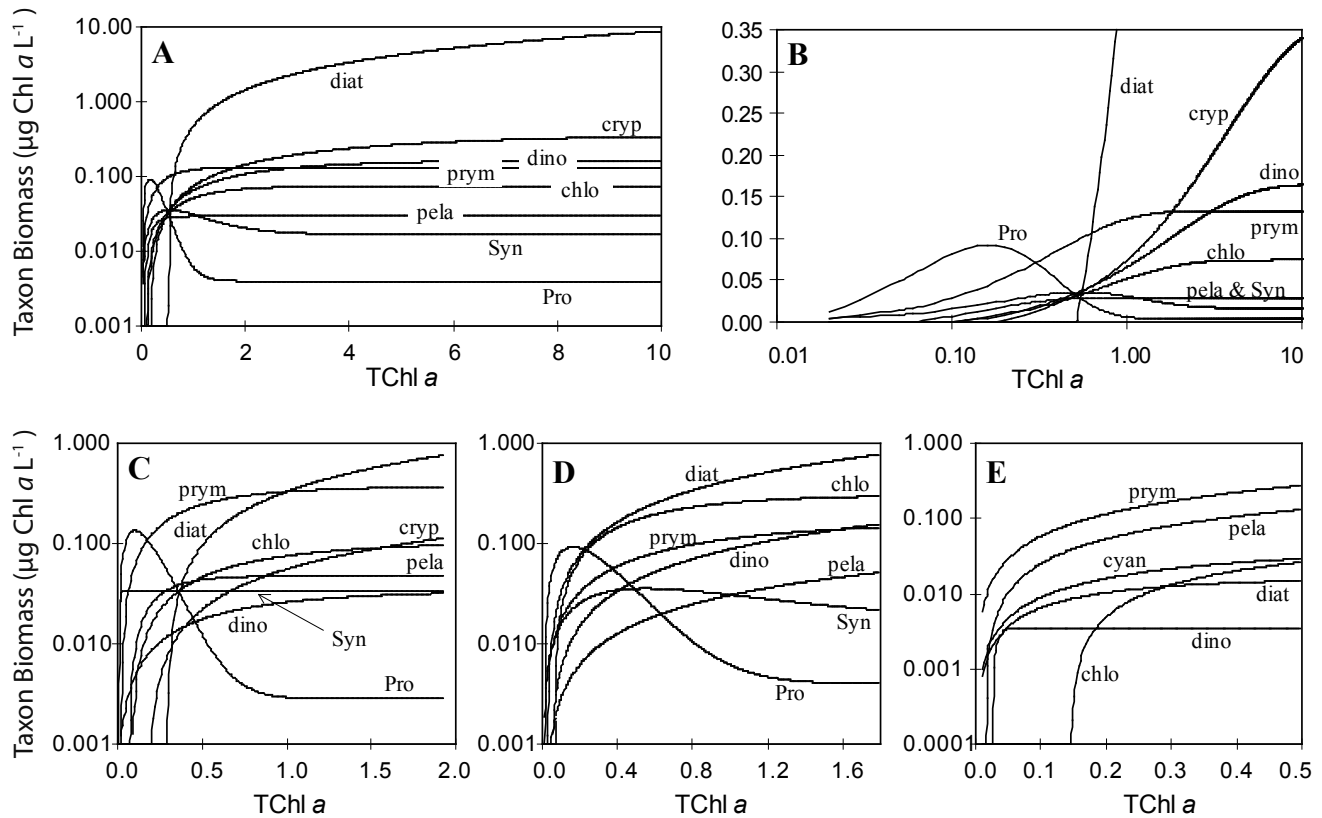 Taxon Biomass (µg Chl a L⁻¹ )
10.00
1.000
0.100
0.010
0.001
A
diat
cryp
dino
prym
chlo
pela
Syn
Pro
0 2 4 6 8 10
TChl a
0.35
0.30
0.25
0.20
0.15
0.10
0.05
0.00
B
diat
cryp
dino
Pro
prym
chlo
pela & Syn
0.01 0.10 1.00 10
TChl a
Taxon Biomass (µg Chl a L⁻¹ )
1.000
0.100
0.010
0.001
C
prym
diat
chlo
cryp
pela
dino
Syn
Pro
0.0 0.5 1.0 1.5 2.0
TChl a
1.000
0.100
0.010
0.001
D
diat
chlo
prym
dino
pela
Syn
Pro
0.0 0.4 0.8 1.2 1.6
TChl a
1.000
0.100
0.010
0.001
0.0001
E
prym
pela
cyan
diat
dino
chlo
0.0 0.1 0.2 0.3 0.4 0.5
TChl a